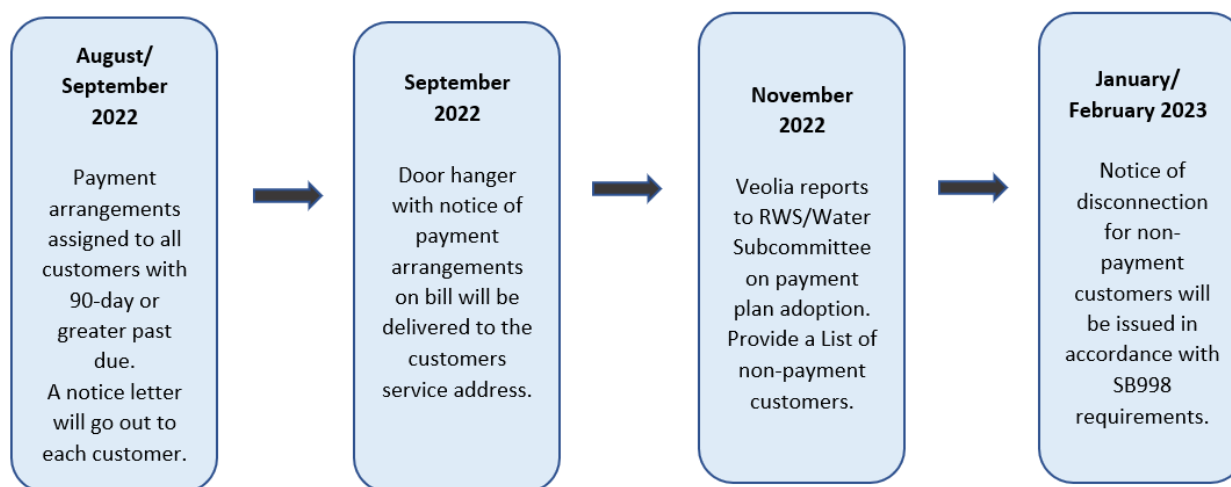 August/
September
2022
Payment
arrangements
assigned to all
customers with
90-day or
greater past
due.
A notice letter
will go out to
each customer.
September
2022
Door hanger
with notice of
payment
arrangements
on bill will be
delivered to the
customers
service address.
November
2022
Veolia reports
to RWS/Water
Subcommittee
on payment
plan adoption.
Provide a List of
non-payment
customers.
January/
February 2023
Notice of
disconnection
for non-
payment
customers will
be issued in
accordance with
SB998
requirements.